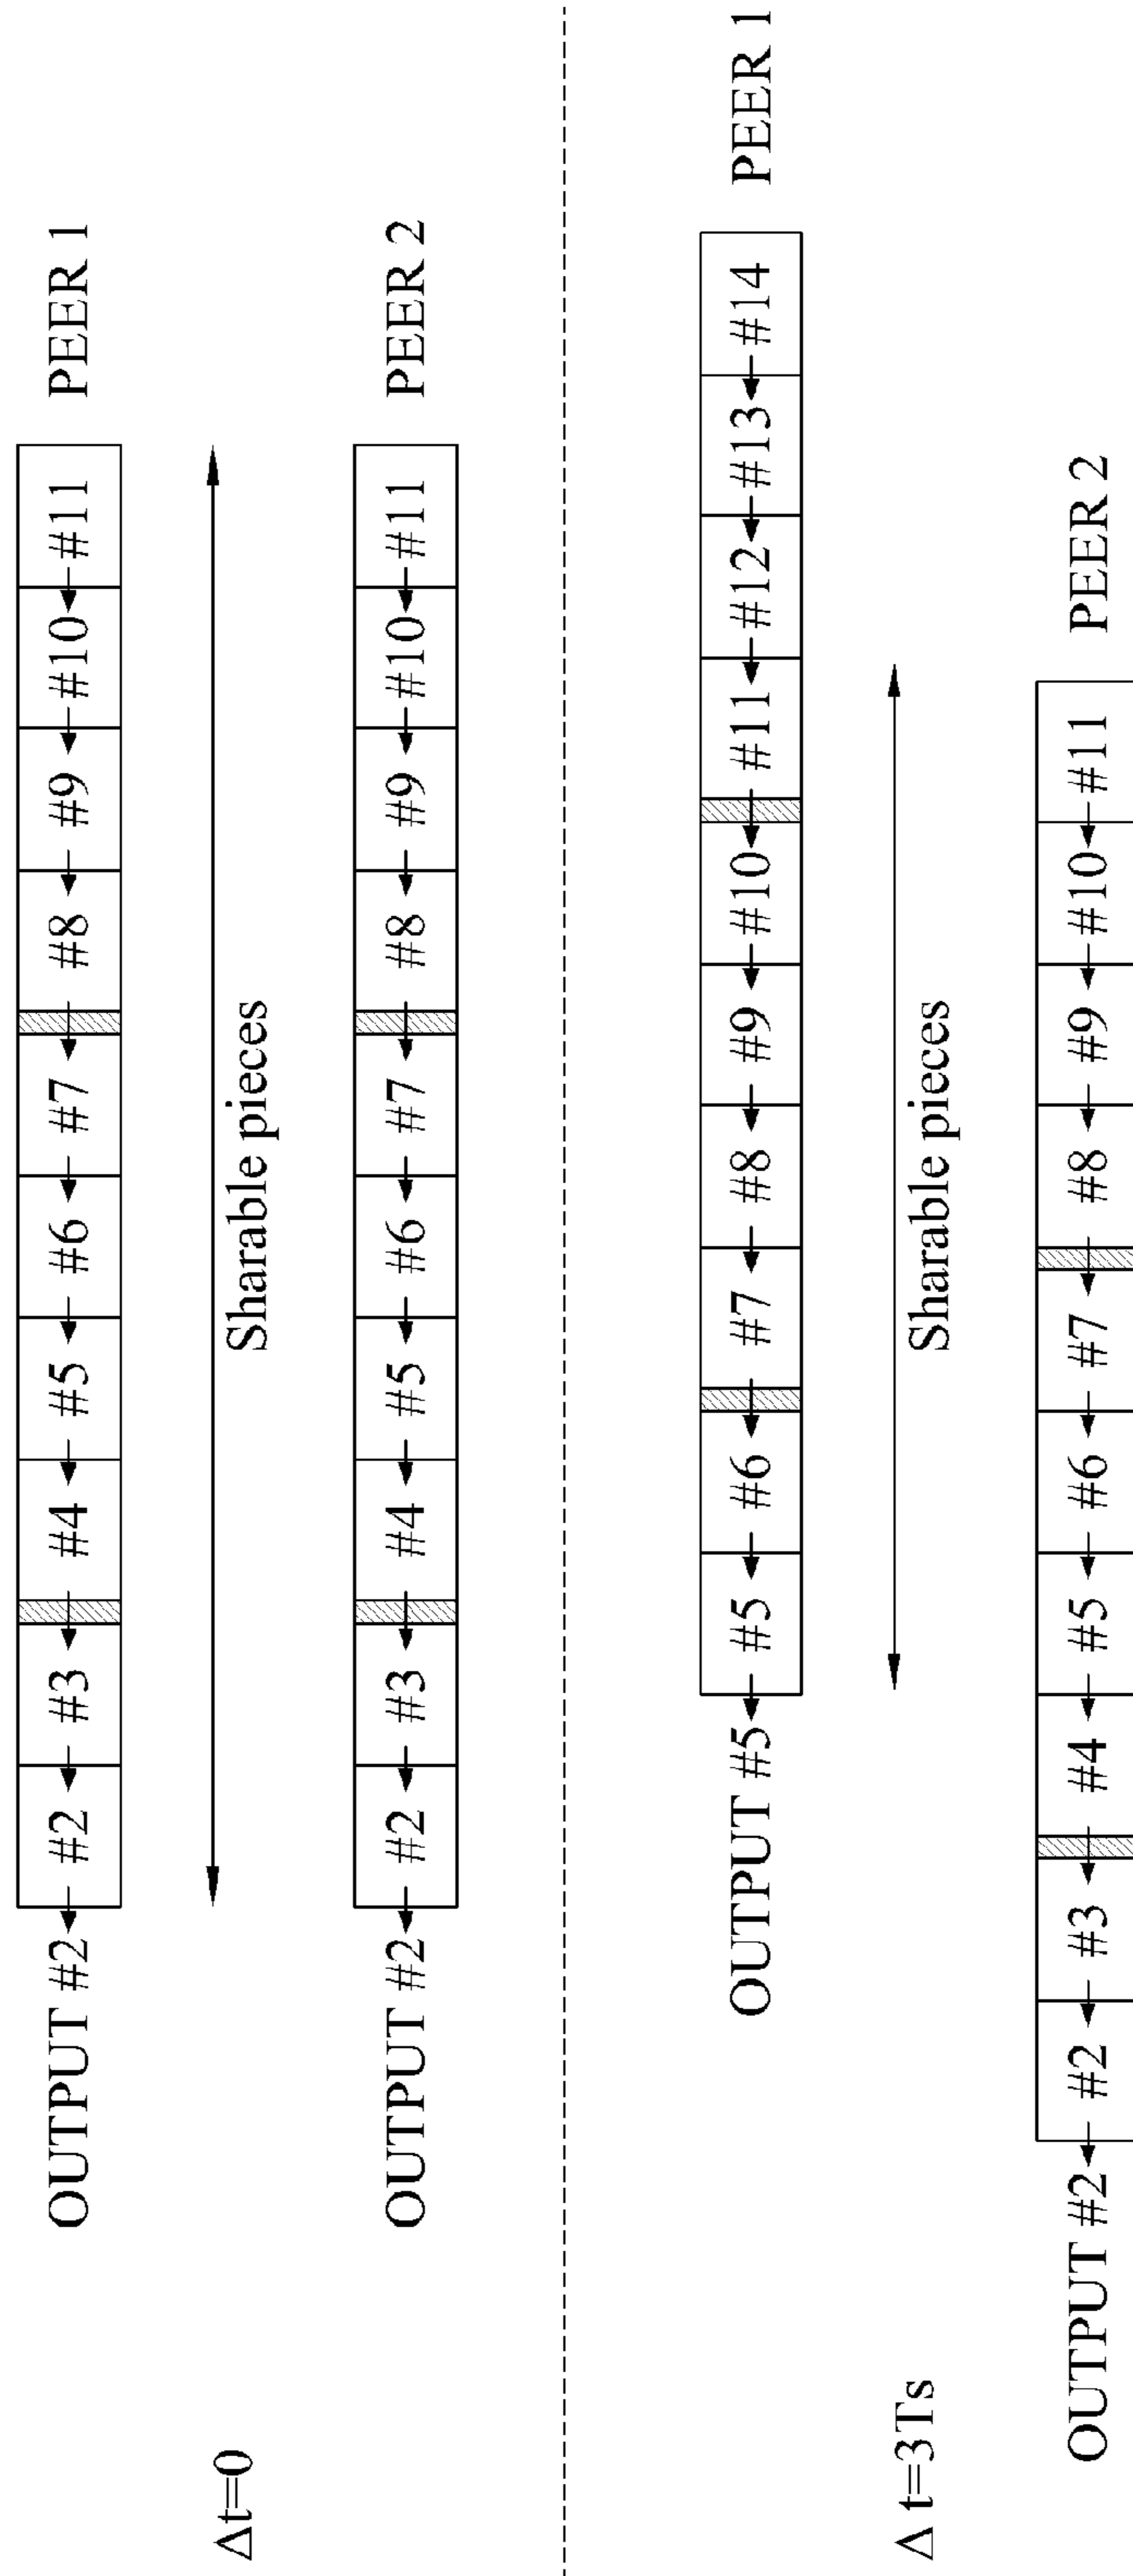 Δt=0
OUTPUT #2 #2 #3 #4 #5 #6 #7 #8 #9 #10 #11 PEER 1
Sharable pieces
OUTPUT #2 #2 #3 #4 #5 #6 #7 #8 #9 #10 #11 PEER 2
Δ t=3Ts
OUTPUT #5 #5 #6 #7 #8 #9 #10 #11 #12 #13 #14 PEER 1
Sharable pieces
OUTPUT #2 #2 #3 #4 #5 #6 #7 #8 #9 #10 #11 PEER 2